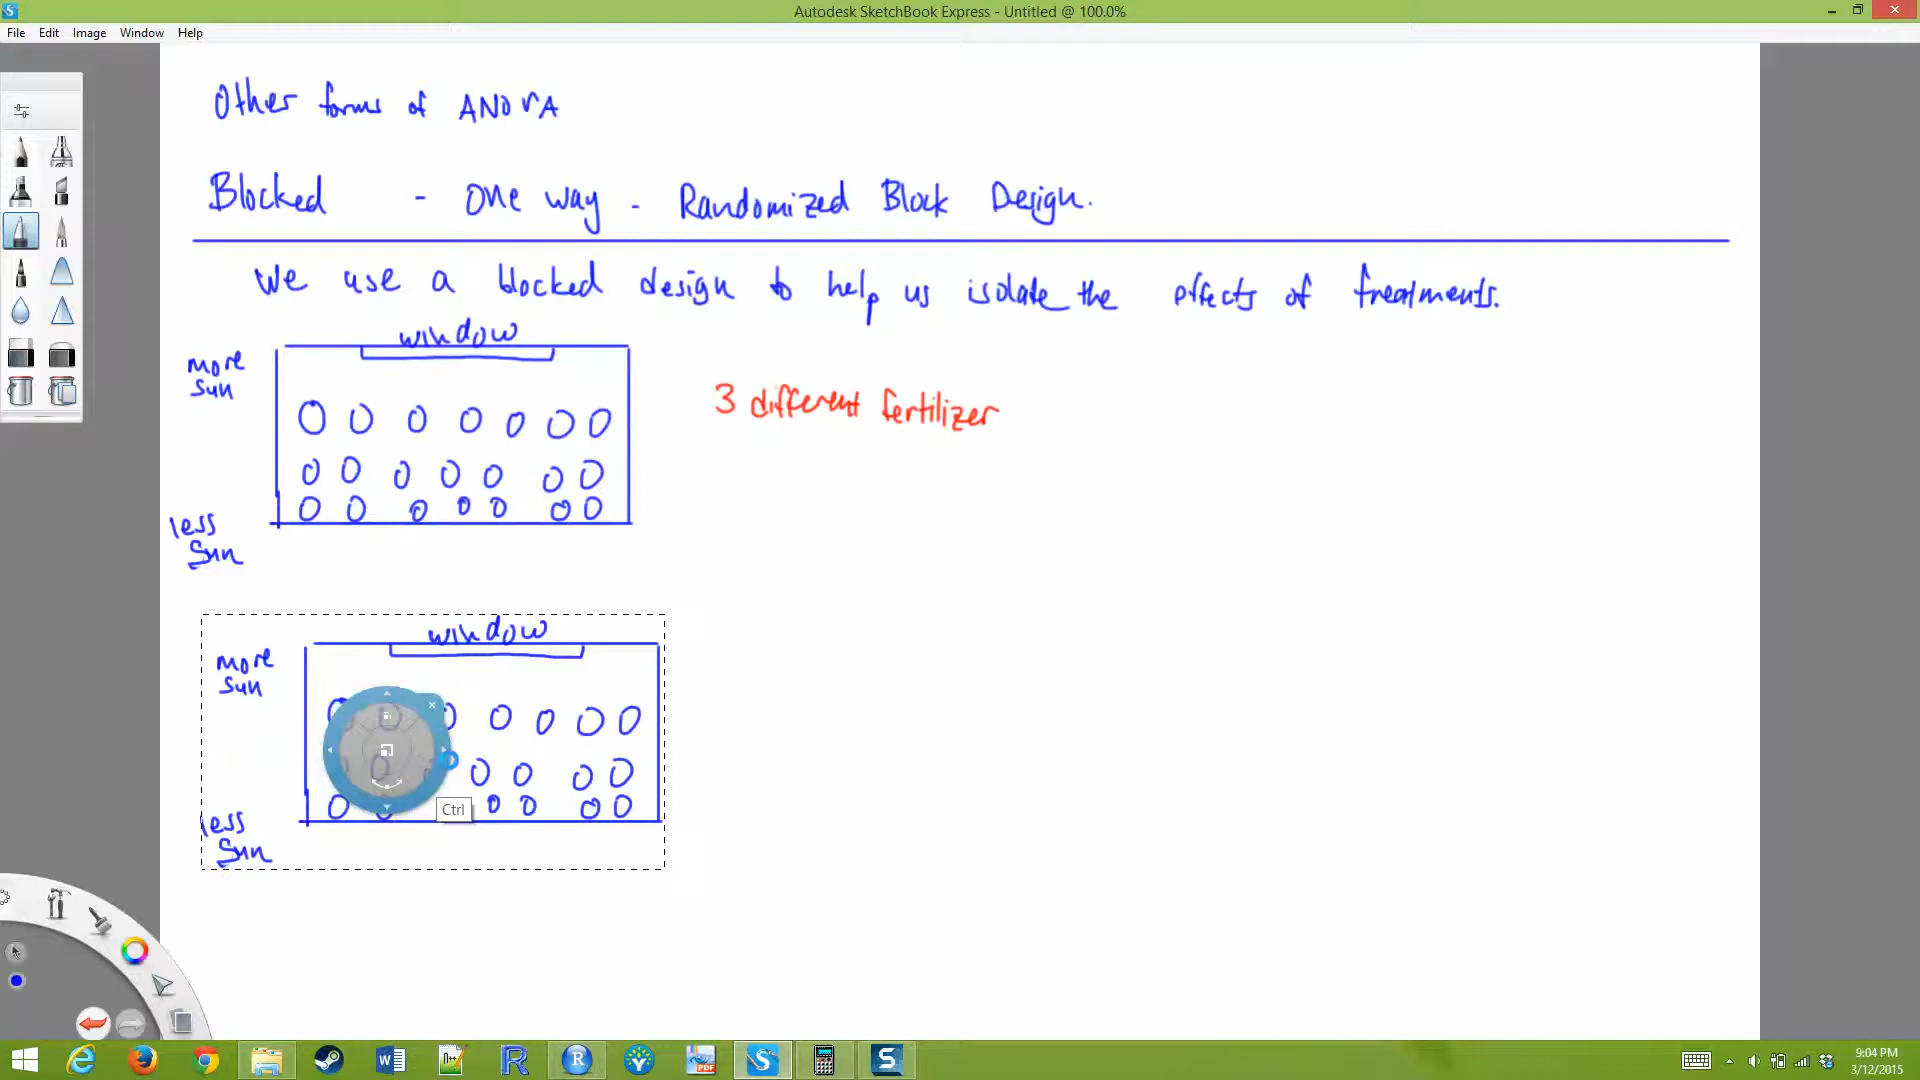 Autodesk SketchBook Express - Untitled @ 100.0%
File Edit Image Window Help
Other forms of ANOVA
Blocked - One way - Randomized Block Design.
We use a blocked design to help us isolate the effects of treatments.
window
more
sun
3 different fertilizer
less
sun
window
more
sun
Ctrl
less
sun
9:04 PM
3/12/2015